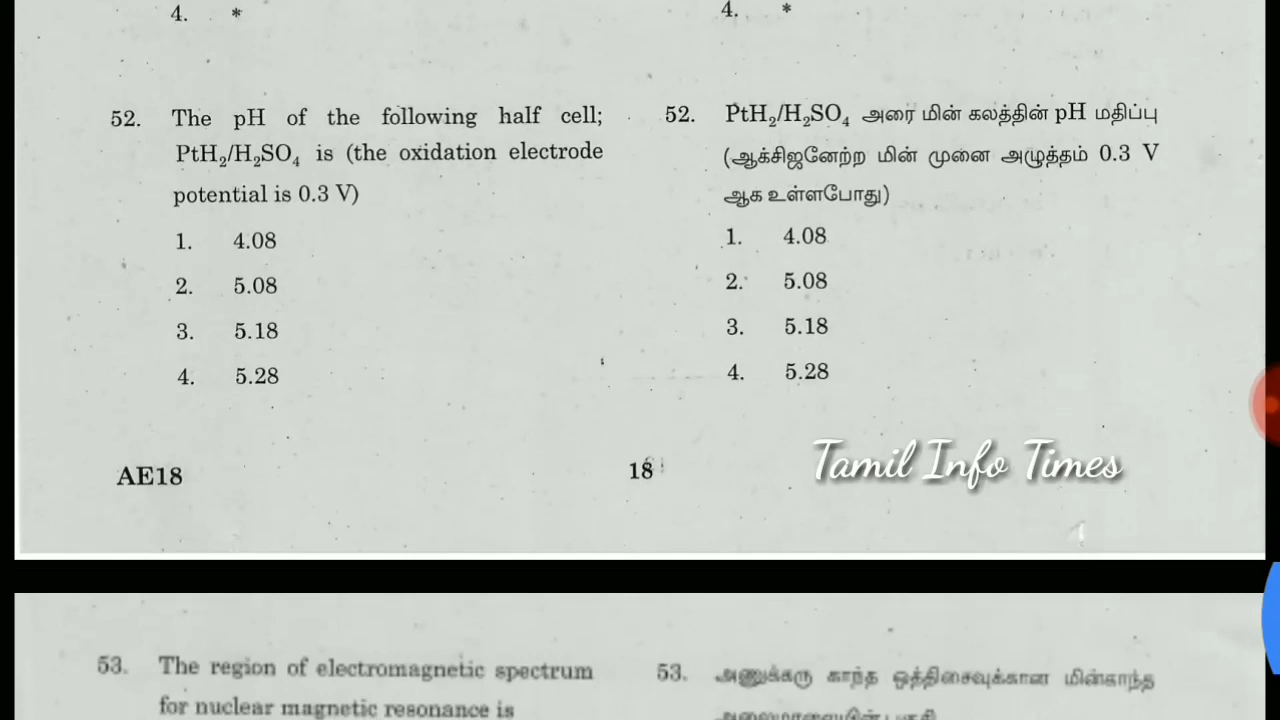 4. *
52. The pH of the following half cell;
PtH₂/H₂SO₄ is (the oxidation electrode
potential is 0.3 V)
1. 4.08
2. 5.08
3. 5.18
4. 5.28
4. *
52. PtH₂/H₂SO₄ அரை மின் கலத்தின் pH மதிப்பு
(ஆக்சிஜனேற்ற மின் முனை அழுத்தம் 0.3 V
ஆக உள்ளபோது)
1. 4.08
2. 5.08
3. 5.18
4. 5.28
AE18
18
Tamil Info Times
53. The region of electromagnetic spectrum
for nuclear magnetic resonance is
53. அணுக்கரு காந்த ஒத்திசைவுக்கான மின்காந்த